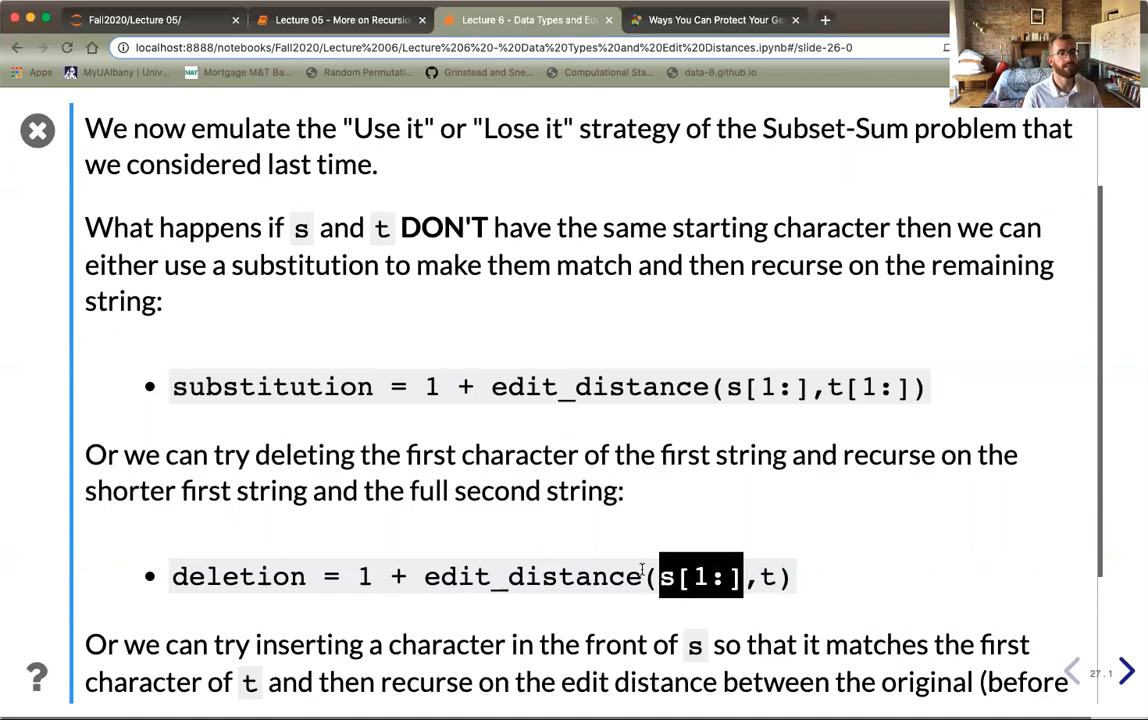 Fall2020/Lecture 05/
Lecture 05 - More on Recursio
Lecture 6 - Data Types and Ed
Ways You Can Protect Your Ge
localhost:8888/notebooks/Fall2020/Lecture%2006/Lecture%206%20-%20Data%20Types%20and%20Edit%20Distances.ipynb#/slide-26-0
Apps
MyUAlbany | Univ...
Mortgage M&T Ba...
Random Permutati...
Grinstead and Sne...
Computational Sta...
data-8.github.io
We now emulate the "Use it" or "Lose it" strategy of the Subset-Sum problem that
we considered last time.
What happens if s and t DON'T have the same starting character then we can
either use a substitution to make them match and then recurse on the remaining
string:
• substitution = 1 + edit_distance(s[1:],t[1:])
Or we can try deleting the first character of the first string and recurse on the
shorter first string and the full second string:
• deletion = 1 + edit_distance(s[1:],t)
Or we can try inserting a character in the front of s so that it matches the first
character of t and then recurse on the edit distance between the original (before
?
27.1